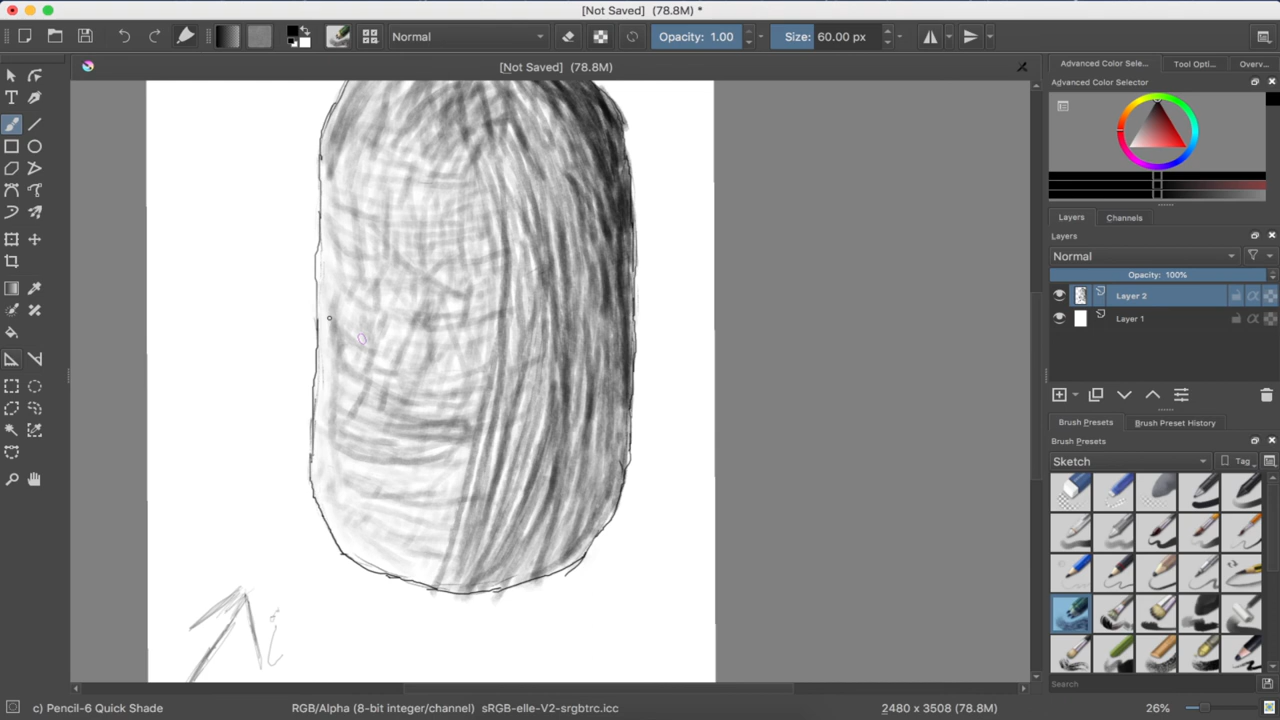 [Not Saved] (78.8M) *
Normal
Opacity: 1.00
Size: 60.00 px
[Not Saved] (78.8M)
Advanced Color Sele...
Tool Opti...
Overv...
Advanced Color Selector
Layers
Channels
Layers
Normal
Opacity: 100%
Layer 2
Layer 1
Brush Presets
Brush Preset History
Brush Presets
Sketch
Tag
Search
c) Pencil-6 Quick Shade
RGB/Alpha (8-bit integer/channel) sRGB-elle-V2-srgbtrc.icc
2480 x 3508 (78.8M)
26%